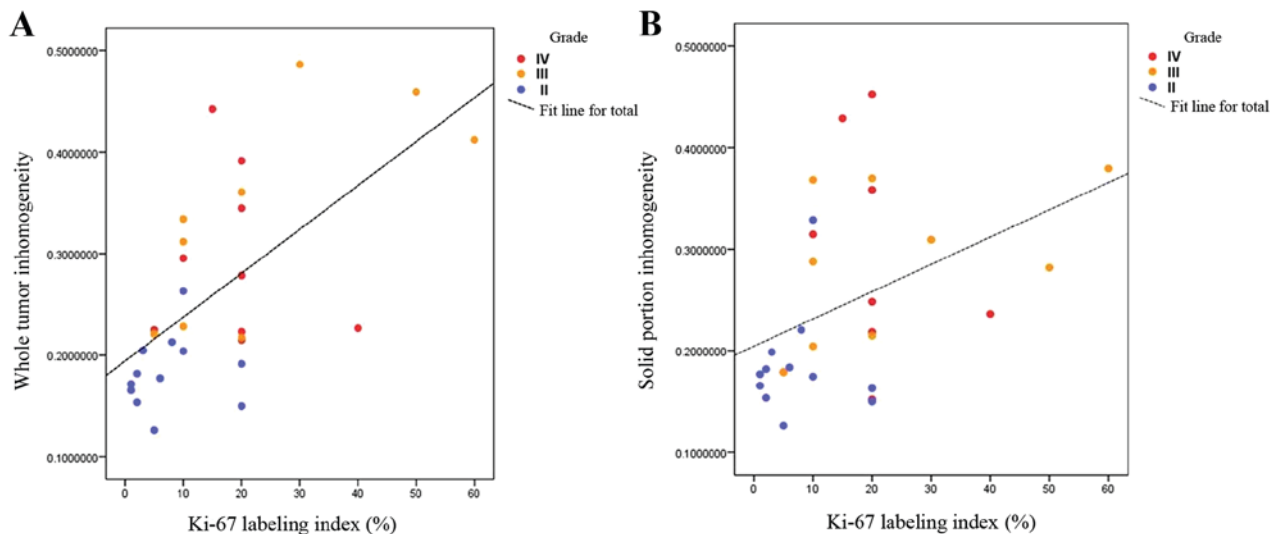 A
Grade
IV
III
II
Fit line for total
0.5000000
0.4000000
0.3000000
0.2000000
0.1000000
Whole tumor inhomogeneity
0 10 20 30 40 50 60
Ki-67 labeling index (%)
B
Grade
IV
III
II
Fit line for total
0.5000000
0.4000000
0.3000000
0.2000000
0.1000000
Solid portion inhomogeneity
0 10 20 30 40 50 60
Ki-67 labeling index (%)